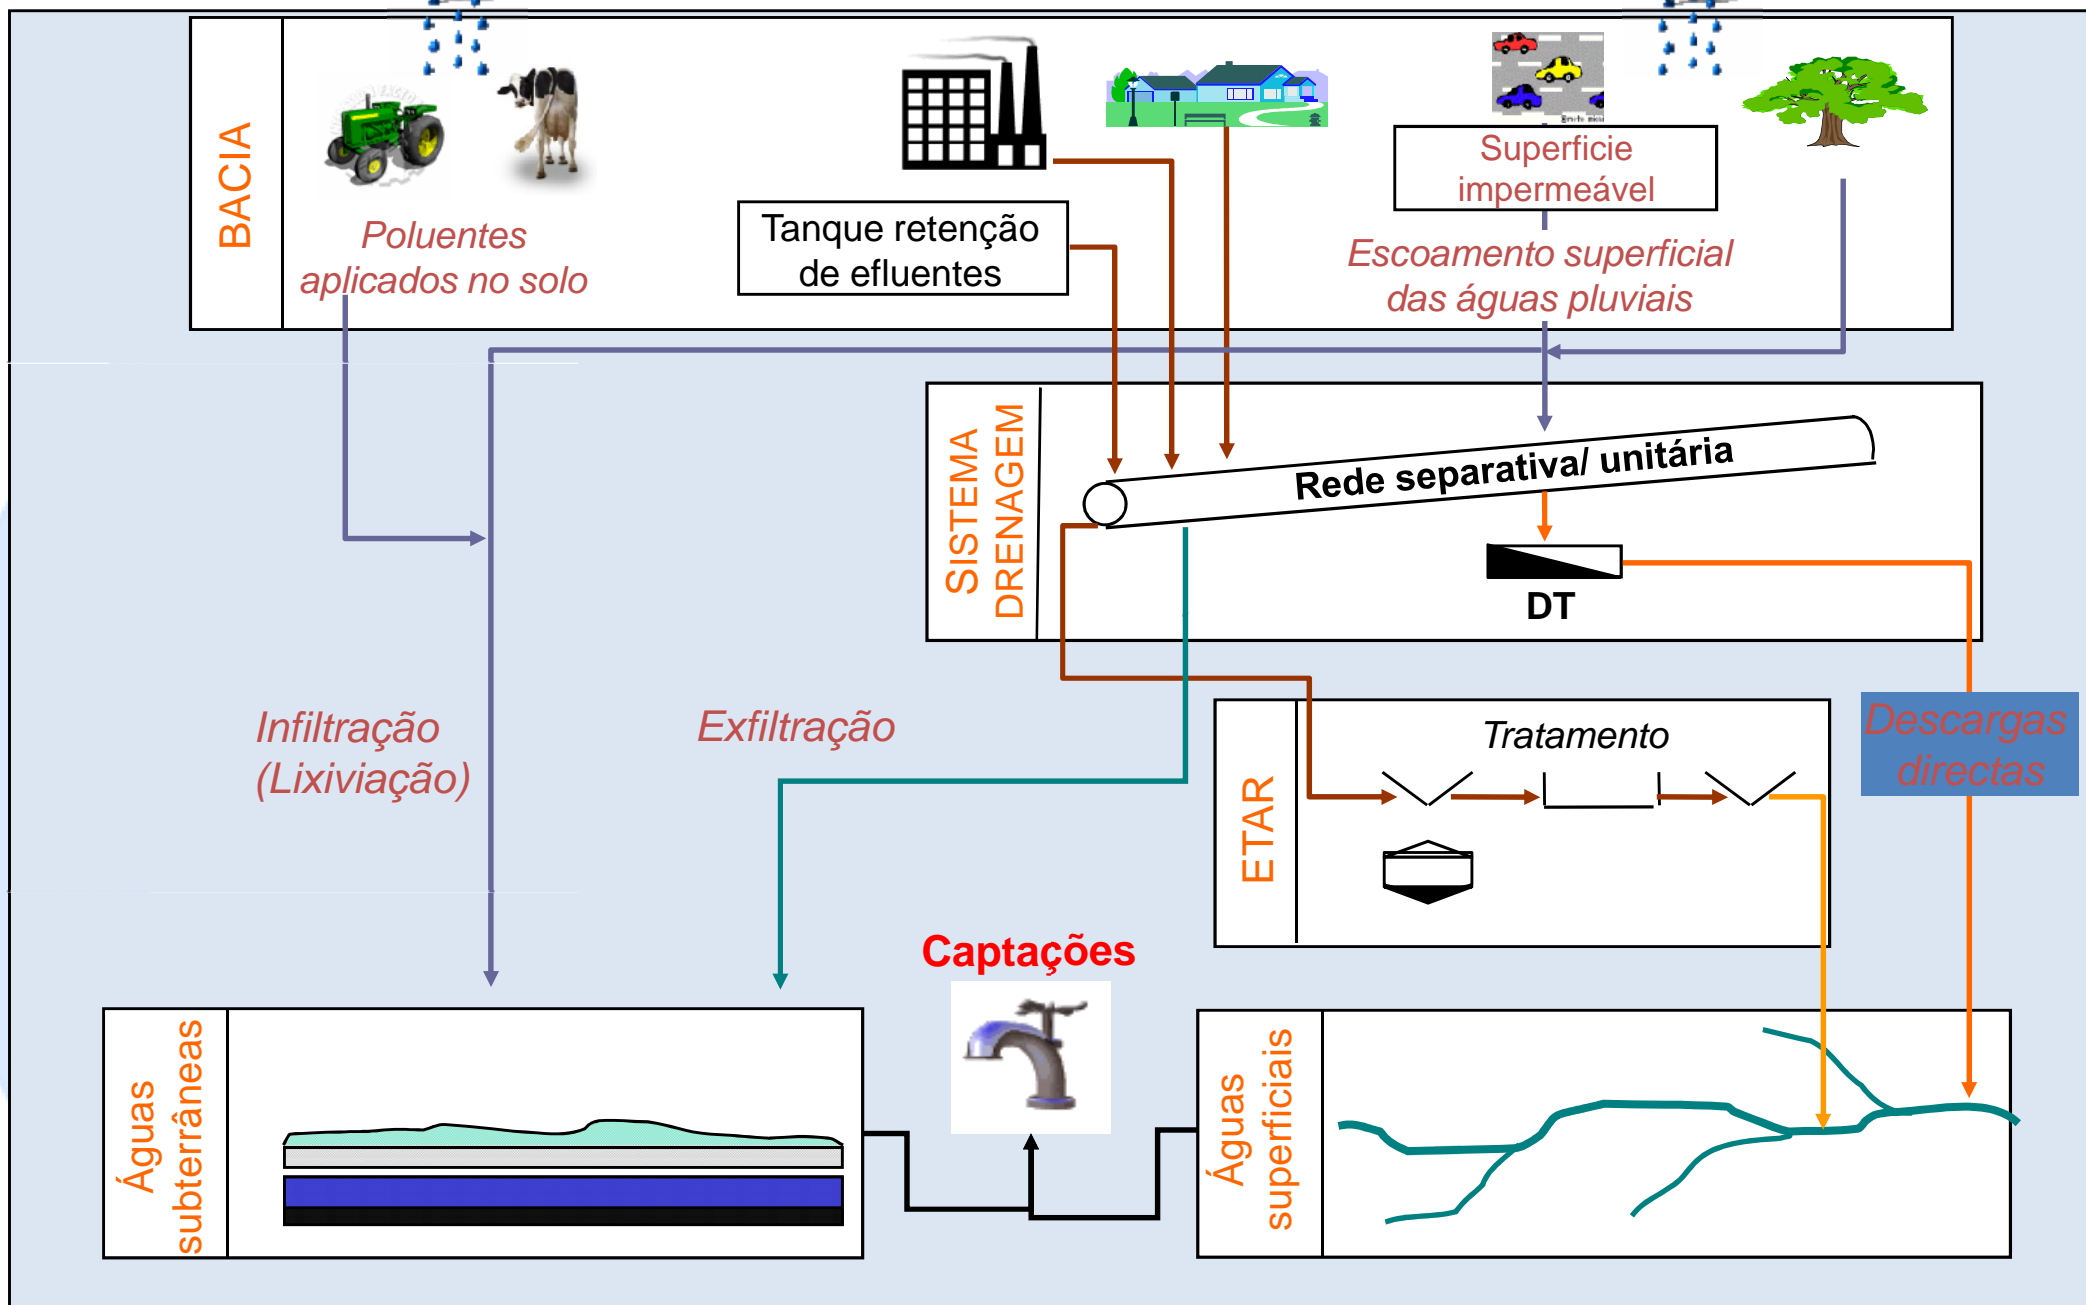 BACIA
Poluentes
aplicados no solo
Tanque retenção
de efluentes
Superficie
impermeável
Escoamento superficial
das águas pluviais
SISTEMA
DRENAGEM
Rede separativa/ unitária
DT
Infiltração
(Lixiviação)
Exfiltração
ETAR
Tratamento
Descargas
directas
Captações
Águas
subterrâneas
Águas
superficiais